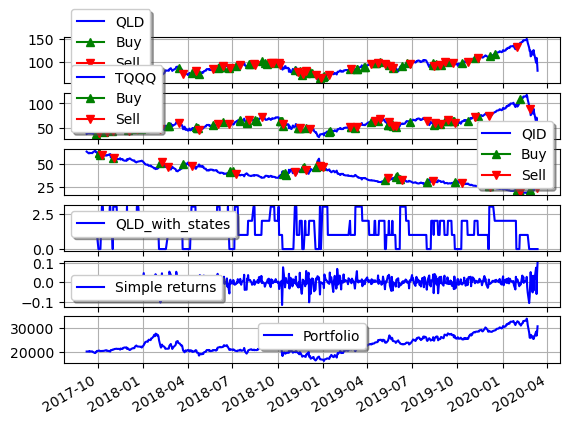 QLD
Buy
Sell
150
100
TQQQ
Buy
Sell
100
50
QID
Buy
Sell
50
25
QLD_with_states
2.5
0.0
Simple returns
0.1
0.0
−0.1
Portfolio
30000
20000
2017-10 2018-01 2018-04 2018-07 2018-10 2019-01 2019-04 2019-07 2019-10 2020-01 2020-04